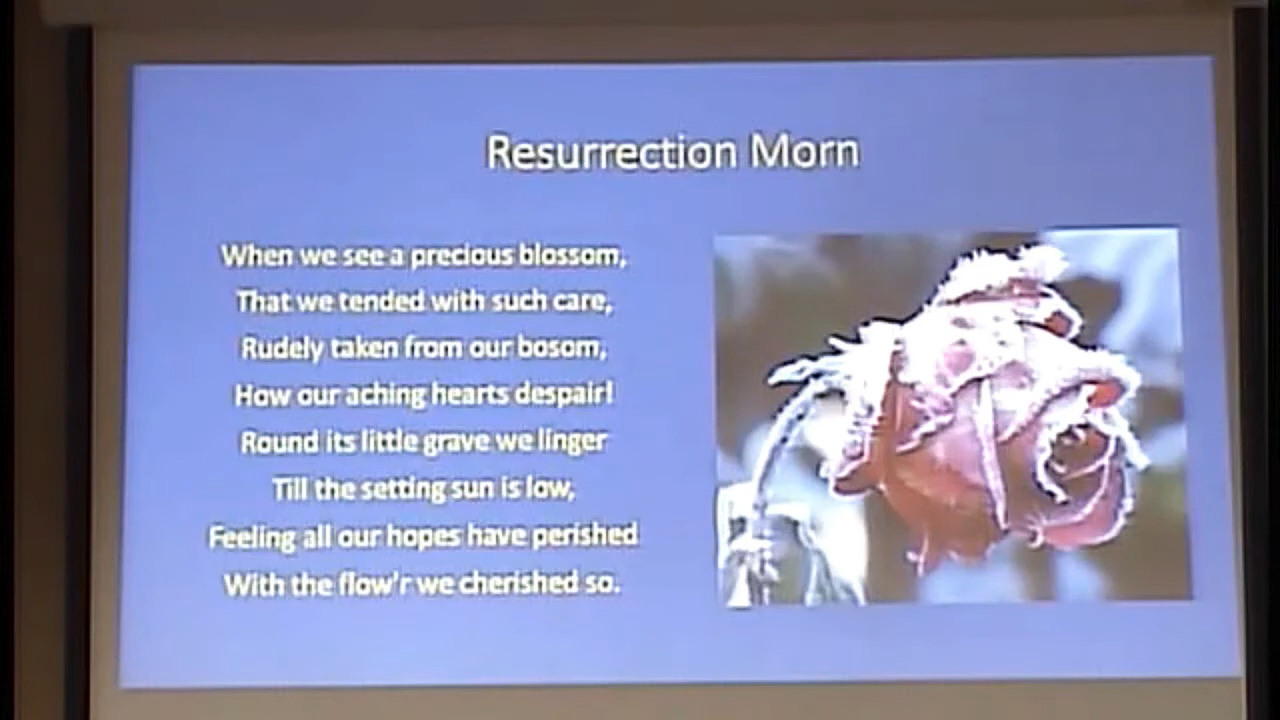 Resurrection Morn
When we see a precious blossom,
That we tended with such care,
Rudely taken from our bosom,
How our aching hearts despair!
Round its little grave we linger
Till the setting sun is low,
Feeling all our hopes have perished
With the flow'r we cherished so.